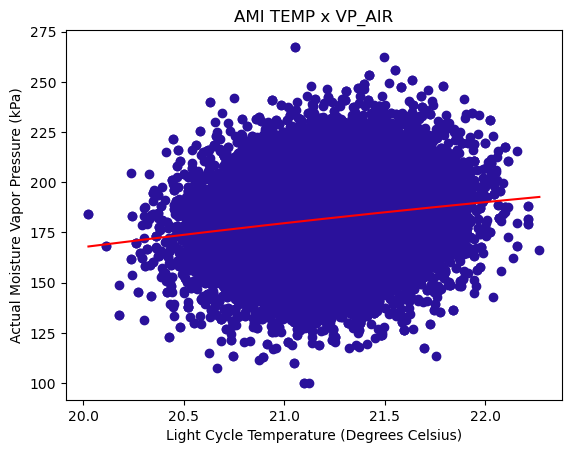 AMI TEMP x VP_AIR
Actual Moisture Vapor Pressure (kPa)
275
250
225
200
175
150
125
100
20.0 20.5 21.0 21.5 22.0
Light Cycle Temperature (Degrees Celsius)